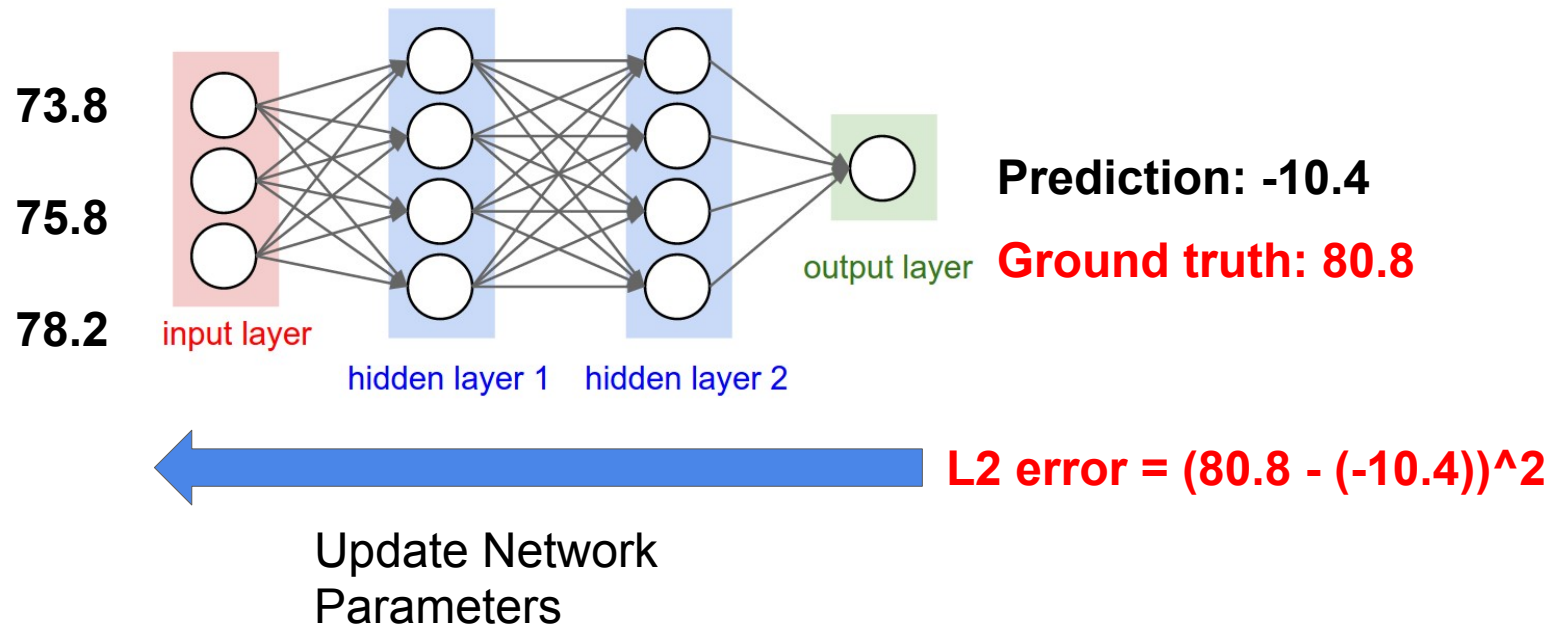 73.8
75.8
78.2
input layer
hidden layer 1
hidden layer 2
output layer
Prediction: -10.4
Ground truth: 80.8
L2 error = (80.8 - (-10.4))^2
Update Network
Parameters